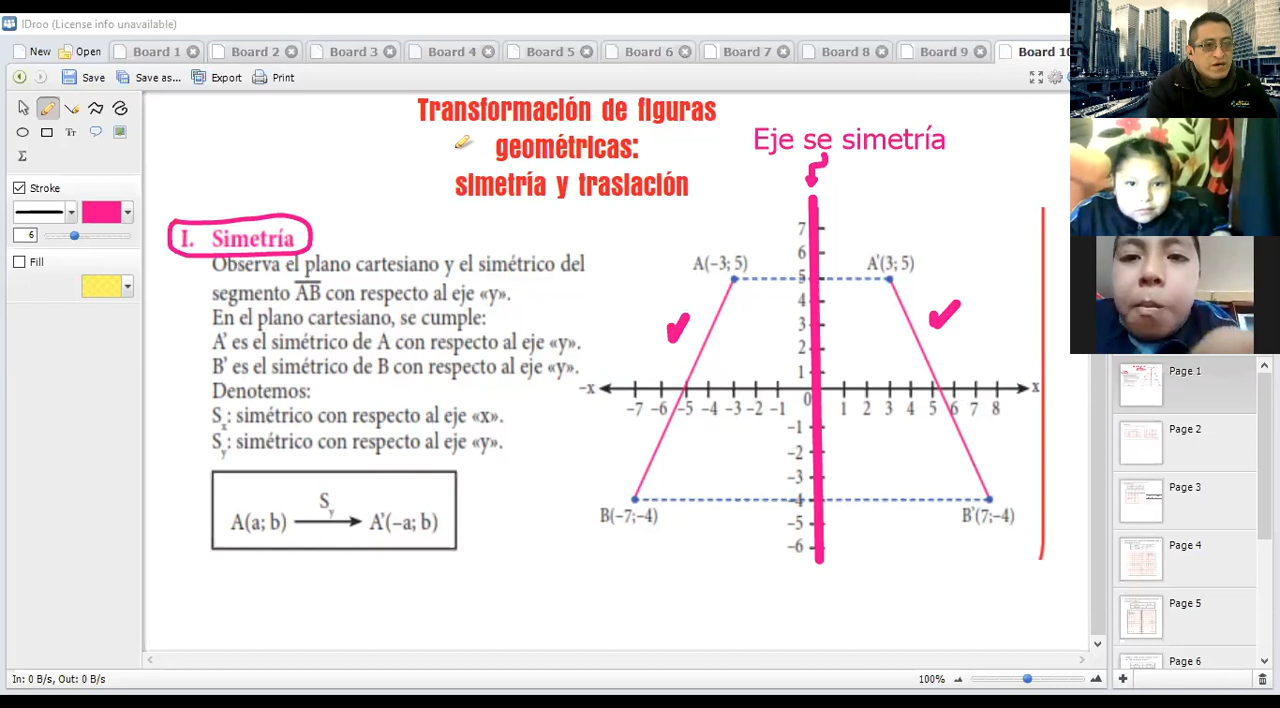 IDroo (License info unavailable)
New Open Board 1 Board 2 Board 3 Board 4 Board 5 Board 6 Board 7 Board 8 Board 9 Board 10
Save Save as... Export Print
Stroke
6
Fill
Transformación de figuras
geométricas:
simetría y traslación
Eje se simetría
I. Simetría
Observa el plano cartesiano y el simétrico del
segmento AB con respecto al eje «y».
En el plano cartesiano, se cumple:
A' es el simétrico de A con respecto al eje «y».
B' es el simétrico de B con respecto al eje «y».
Denotemos:
Sx: simétrico con respecto al eje «x».
Sy: simétrico con respecto al eje «y».
Sy
A(a; b) → A'(−a; b)
7
6
A(−3; 5) A'(3; 5)
5
4
3
2
1
−x x
−7 −6 −5 −4 −3 −2 −1 0 1 2 3 4 5 6 7 8
−1
−2
−3
−4
B(−7;−4) B'(7;−4)
−5
−6
Page 1
Page 2
Page 3
Page 4
Page 5
Page 6
In: 0 B/s, Out: 0 B/s 100%